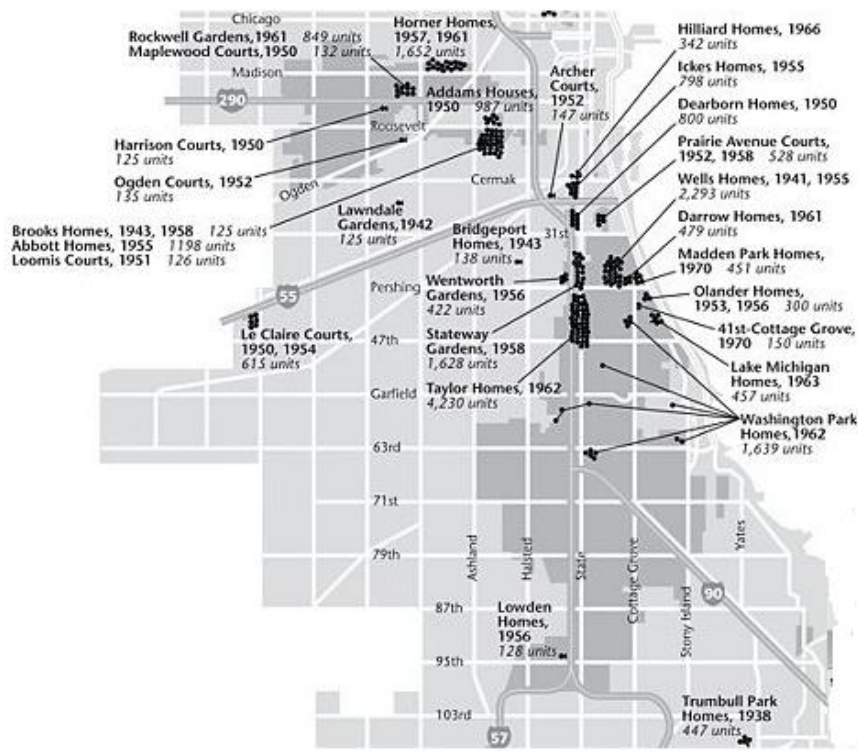 Chicago
Rockwell Gardens,1961 849 units
Maplewood Courts,1950 132 units
Horner Homes,
1957, 1961
1,652 units
Madison
290
Addams Houses,
1950 987 units
Archer
Courts,
1952
147 units
Hilliard Homes, 1966
342 units
Ickes Homes, 1955
798 units
Dearborn Homes, 1950
800 units
Prairie Avenue Courts,
1952, 1958 528 units
Wells Homes, 1941, 1955
2,293 units
Darrow Homes, 1961
479 units
Madden Park Homes,
1970 451 units
Olander Homes,
1953, 1956 300 units
41st-Cottage Grove,
1970 150 units
Lake Michigan
Homes, 1963
457 units
Washington Park
Homes,1962
1,639 units
Roosevelt
Harrison Courts, 1950
125 units
Ogden Courts, 1952
135 units
Ogden
Cermak
Brooks Homes, 1943, 1958 125 units
Abbott Homes, 1955 1198 units
Loomis Courts, 1951 126 units
Lawndale
Gardens,1942
125 units
31st
Bridgeport
Homes, 1943
138 units
Pershing
Wentworth
Gardens, 1956
422 units
55
Le Claire Courts,
1950, 1954
615 units
47th
Stateway
Gardens, 1958
1,628 units
Garfield
Taylor Homes, 1962
4,230 units
63rd
71st
79th
Ashland
Halsted
State
Cottage Grove
Stony Island
Yates
90
87th
Lowden
Homes,
1956
128 units
95th
103rd
57
Trumbull Park
Homes, 1938
447 units